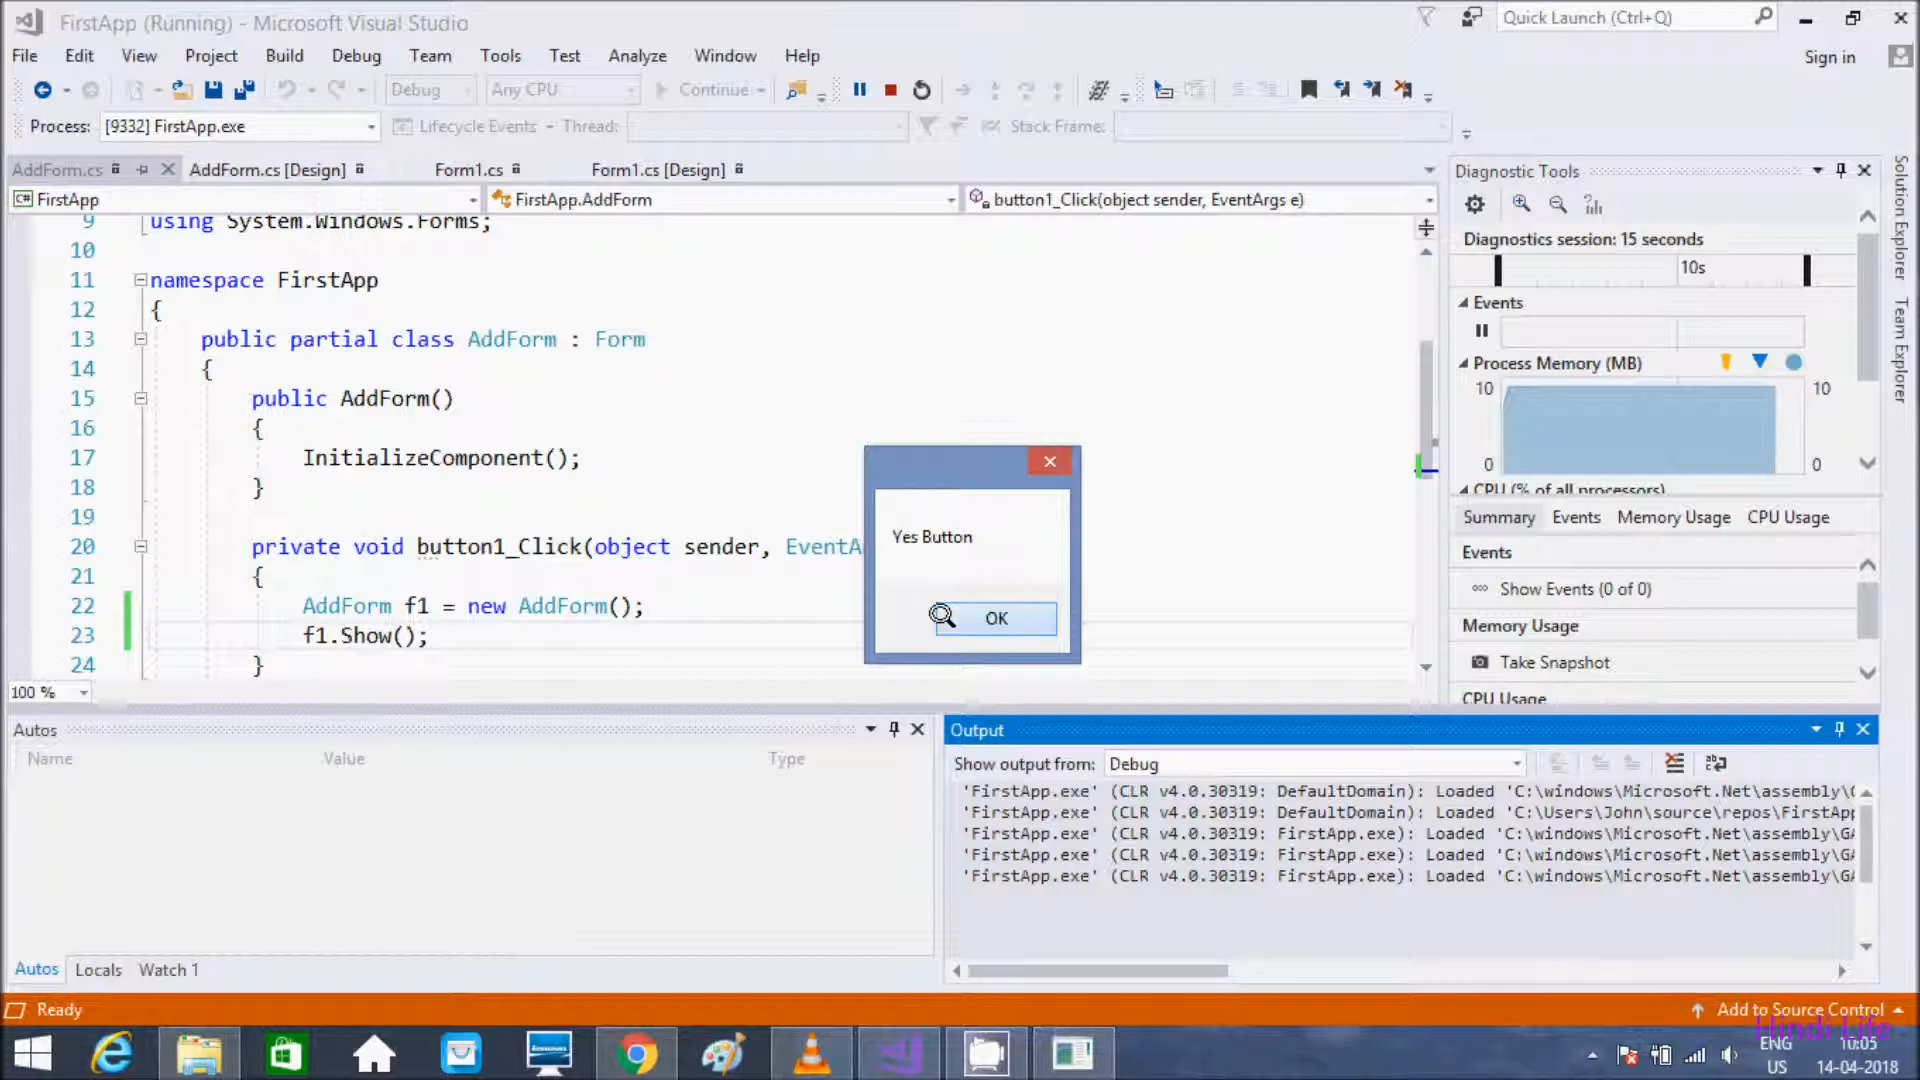 FirstApp (Running) - Microsoft Visual Studio
Quick Launch (Ctrl+Q)
File Edit View Project Build Debug Team Tools Test Analyze Window Help
Sign in
Debug Any CPU Continue
Process: [9332] FirstApp.exe Lifecycle Events Thread: Stack Frame:
AddForm.cs AddForm.cs [Design] Form1.cs Form1.cs [Design]
FirstApp FirstApp.AddForm button1_Click(object sender, EventArgs e)
9 using System.Windows.Forms;
10
11 namespace FirstApp
12 {
13 public partial class AddForm : Form
14 {
15 public AddForm()
16 {
17 InitializeComponent();
18 }
19
20 private void button1_Click(object sender, EventA
21 {
22 AddForm f1 = new AddForm();
23 f1.Show();
24 }
100 %
Yes Button
OK
Diagnostic Tools
Diagnostics session: 15 seconds
10s
Events
Process Memory (MB)
10 10
0 0
CPU (% of all processors)
Summary Events Memory Usage CPU Usage
Events
Show Events (0 of 0)
Memory Usage
Take Snapshot
CPU Usage
Solution Explorer
Team Explorer
Autos
Name Value Type
Autos Locals Watch 1
Output
Show output from: Debug
'FirstApp.exe' (CLR v4.0.30319: DefaultDomain): Loaded 'C:\windows\Microsoft.Net\assembly\
'FirstApp.exe' (CLR v4.0.30319: DefaultDomain): Loaded 'C:\Users\John\source\repos\FirstApp
'FirstApp.exe' (CLR v4.0.30319: FirstApp.exe): Loaded 'C:\windows\Microsoft.Net\assembly\GA
'FirstApp.exe' (CLR v4.0.30319: FirstApp.exe): Loaded 'C:\windows\Microsoft.Net\assembly\GA
'FirstApp.exe' (CLR v4.0.30319: FirstApp.exe): Loaded 'C:\windows\Microsoft.Net\assembly\GA
Ready
Add to Source Control
Hindi Life
ENG 10:05
US 14-04-2018